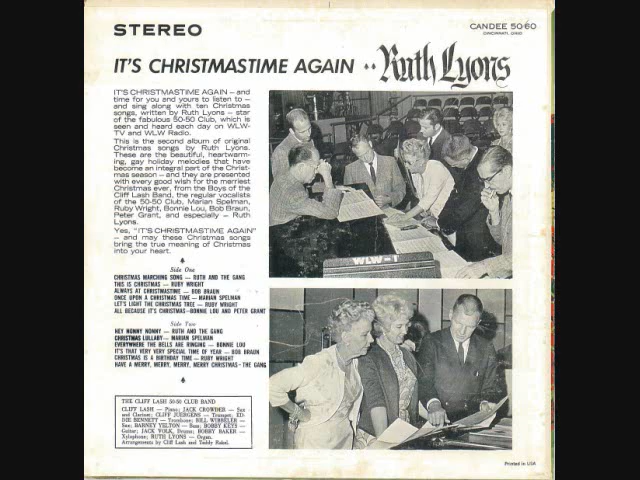 STEREO
CANDEE 50-60
CINCINNATI, OHIO
IT'S CHRISTMASTIME AGAIN •• Ruth Lyons
IT'S CHRISTMASTIME AGAIN — and
time for you and yours to listen to —
and sing along with ten Christmas
songs, written by Ruth Lyons — star
of the fabulous 50-50 Club, which is
seen and heard each day on WLW-
TV and WLW Radio.
This is the second album of original
Christmas songs by Ruth Lyons.
These are the beautiful, heartwarm-
ing, gay holiday melodies that have
become an integral part of the Christ-
mas season — and they are presented
with every good wish for the merriest
Christmas ever, from the Boys of the
Cliff Lash Band, the regular vocalists
of the 50-50 Club, Marian Spelman,
Ruby Wright, Bonnie Lou, Bob Braun,
Peter Grant, and especially — Ruth
Lyons.
Yes, "IT'S CHRISTMASTIME AGAIN"
— and may these Christmas songs
bring the true meaning of Christmas
into your heart.
Side One
CHRISTMAS MARCHING SONG — RUTH AND THE GANG
THIS IS CHRISTMAS — RUBY WRIGHT
ALWAYS AT CHRISTMASTIME — BOB BRAUN
ONCE UPON A CHRISTMAS TIME — MARIAN SPELMAN
LET'S LIGHT THE CHRISTMAS TREE — RUBY WRIGHT
ALL BECAUSE IT'S CHRISTMAS—BONNIE LOU AND PETER GRANT
Side Two
HEY NONNY NONNY — RUTH AND THE GANG
CHRISTMAS LULLABY— MARIAN SPELMAN
EVERYWHERE THE BELLS ARE RINGING — BONNIE LOU
IT'S THAT VERY VERY SPECIAL TIME OF YEAR — BOB BRAUN
CHRISTMAS IS A BIRTHDAY TIME — RUBY WRIGHT
HAVE A MERRY, MERRY, MERRY, MERRY CHRISTMAS - THE GANG
THE CLIFF LASH 50-50 CLUB BAND
CLIFF LASH — Piano; JACK CROWDER — Sax
and Clarinet; CLIFF JUERGENS — Trumpet; ED-
DIE BENNETT — Trombone; BILL WIRBELER —
Sax; BARNEY YELTON — Bass; BOBBY KEYS —
Guitar; JACK VOLK, Drums; BOBBY BAKER —
Xylophone; RUTH LYONS — Organ.
Arrangements by Cliff Lash and Teddy Rakel.
WLW-T
Printed in USA